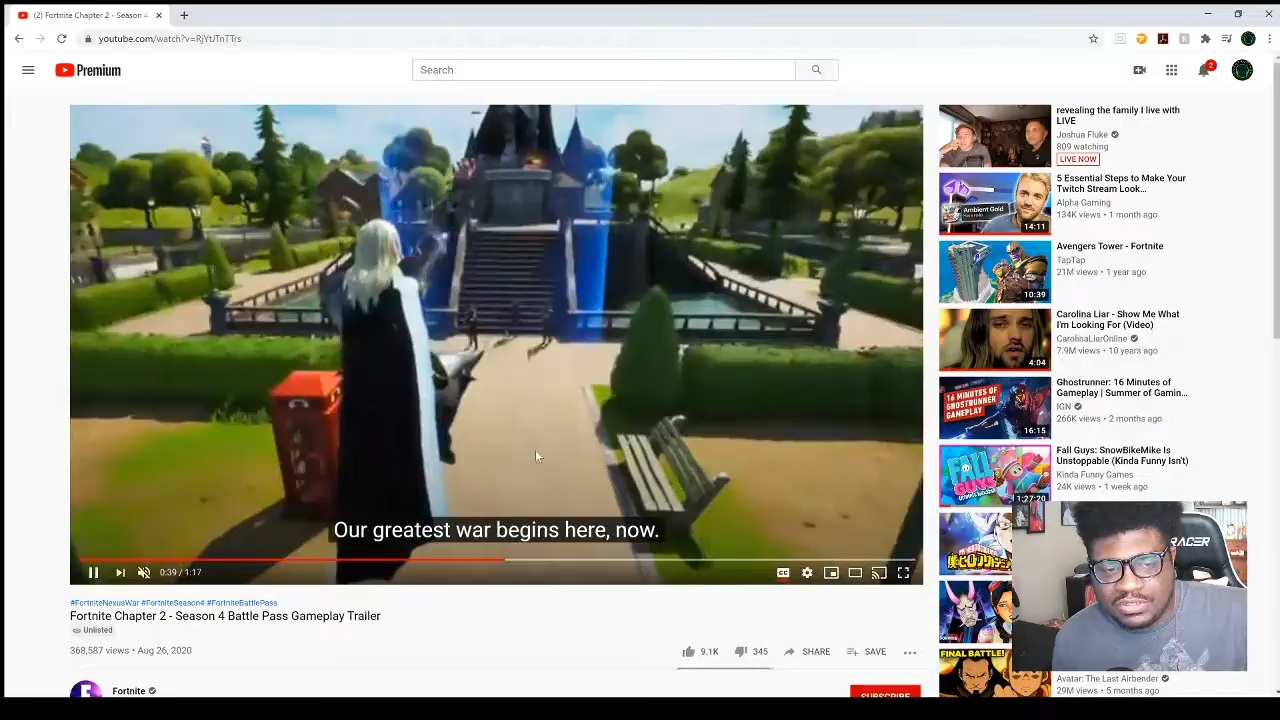 (2) Fortnite Chapter 2 - Season 4
youtube.com/watch?v=RjYtJTnTTrs
Premium
Search
2
Our greatest war begins here, now.
0:39 / 1:17
CC
#FortniteNexusWar #FortniteSeason4 #FortniteBattlePass
Fortnite Chapter 2 - Season 4 Battle Pass Gameplay Trailer
Unlisted
368,587 views • Aug 26, 2020
9.1K
345
SHARE
SAVE
Fortnite
SUBSCRIBE
revealing the family I live with
LIVE
Joshua Fluke
809 watching
LIVE NOW
Ambient Gold
14:11
5 Essential Steps to Make Your
Twitch Stream Look...
Alpha Gaming
134K views • 1 month ago
10:39
Avengers Tower - Fortnite
TapTap
21M views • 1 year ago
4:04
Carolina Liar - Show Me What
I'm Looking For (Video)
CarolinaLiarOnline
7.9M views • 10 years ago
16 MINUTES OF
GHOSTRUNNER
GAMEPLAY
16:15
Ghostrunner: 16 Minutes of
Gameplay | Summer of Gamin...
IGN
266K views • 2 months ago
FALL
GUYS
1:27:20
Fall Guys: SnowBikeMike Is
Unstoppable (Kinda Funny Isn't)
Kinda Funny Games
24K views • 1 week ago
FINAL BATTLE!
RACER
Avatar: The Last Airbender
29M views • 5 months ago